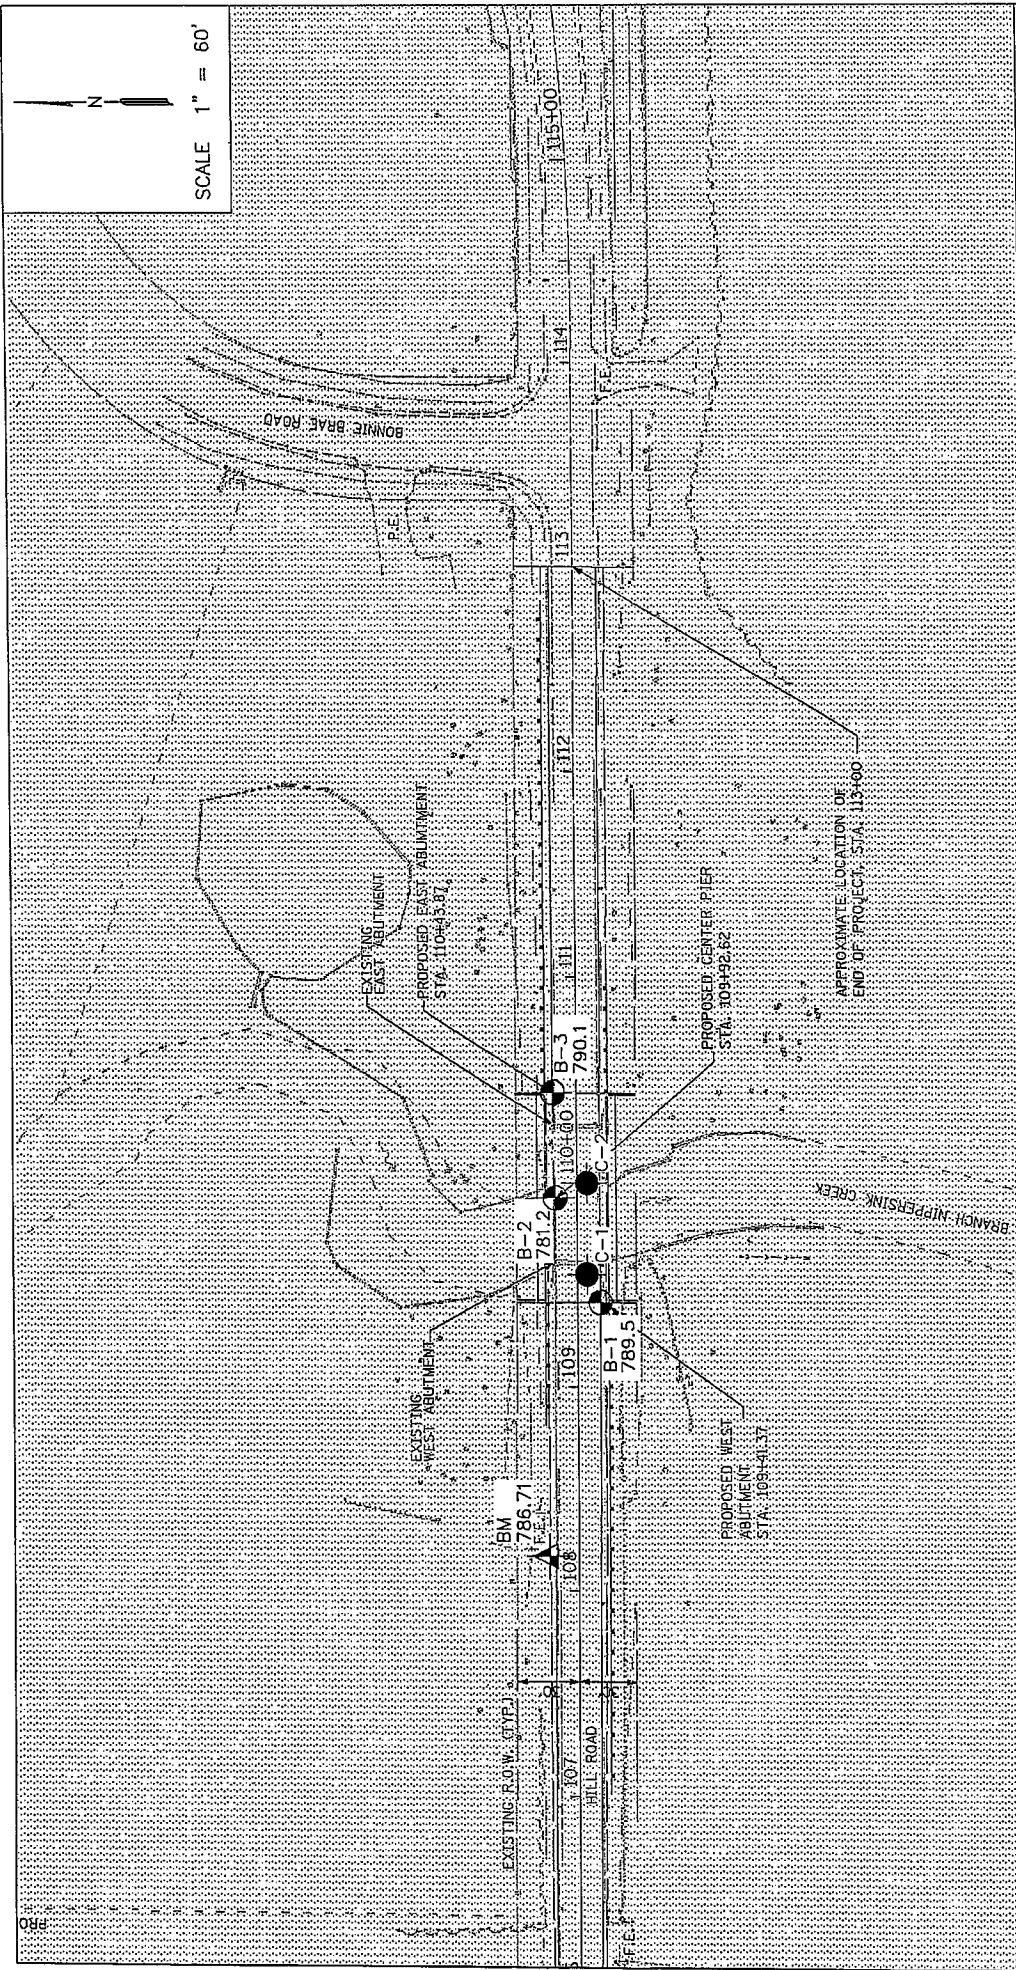 N
SCALE 1" = 60'
PRO
BONNIE BRAE ROAD
P.E.
EXISTING
EAST ABUTMENT
PROPOSED EAST ABUMTMENT
STA. 110+43.87
EXISTING
WEST ABUTMENT
EXISTING R.O.W. (TYP.)
BM
786.71
F.E.
B-2
781.2
B-3
790.1
107
108
109
110+00
111
112
113
114
115+00
HILL ROAD
C-1
C-2
B-1
789.5
F.E.
F.E.
PROPOSED WEST
ABUTMENT
STA. 109+41.37
PROPOSED CENTER PIER
STA. 109+92.62
APPROXIMATE LOCATION OF
END OF PROJECT, STA. 113+00
BRANCH NIPPERSINK CREEK